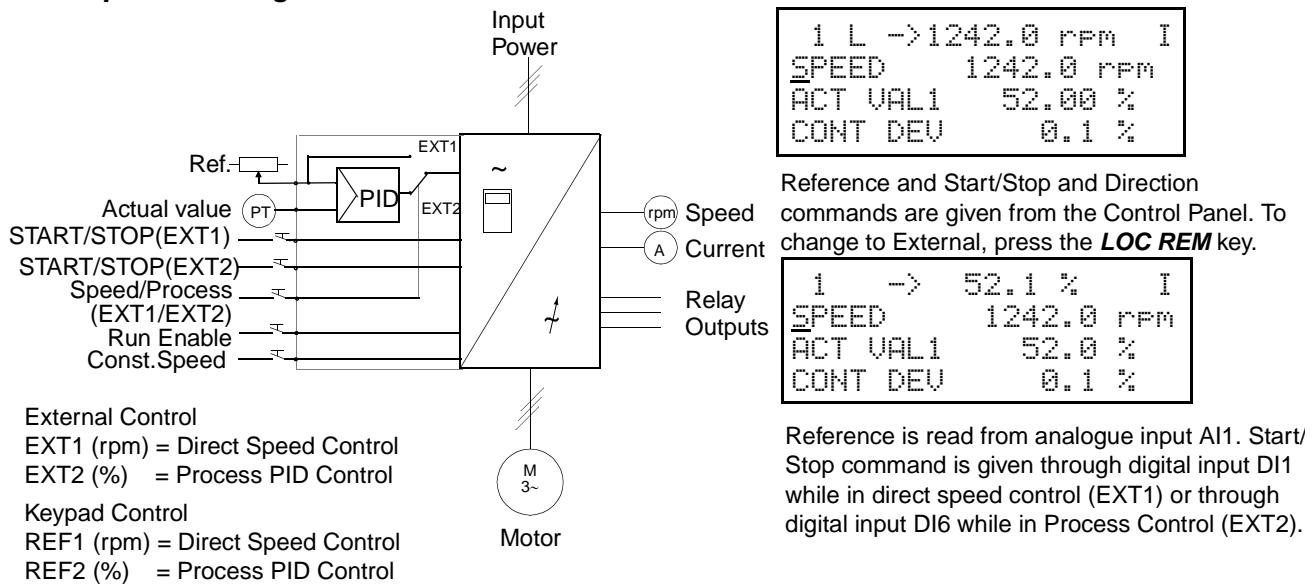 Input
Power
EXT1
Ref.
~
PID
Actual value
PT
EXT2
rpm
Speed
START/STOP(EXT1)
A
Current
START/STOP(EXT2)
Speed/Process
(EXT1/EXT2)
Relay
Outputs
Run Enable
~
Const.Speed
External Control
EXT1 (rpm) = Direct Speed Control
EXT2 (%) = Process PID Control
M
3~
Keypad Control
Motor
REF1 (rpm) = Direct Speed Control
REF2 (%) = Process PID Control
1 L ->1242.0 rpm I
SPEED 1242.0 rpm
ACT VAL1 52.00 %
CONT DEV 0.1 %
Reference and Start/Stop and Direction
commands are given from the Control Panel. To
change to External, press the LOC REM key.
1 -> 52.1 % I
SPEED 1242.0 rpm
ACT VAL1 52.0 %
CONT DEV 0.1 %
Reference is read from analogue input AI1. Start/
Stop command is given through digital input DI1
while in direct speed control (EXT1) or through
digital input DI6 while in Process Control (EXT2).